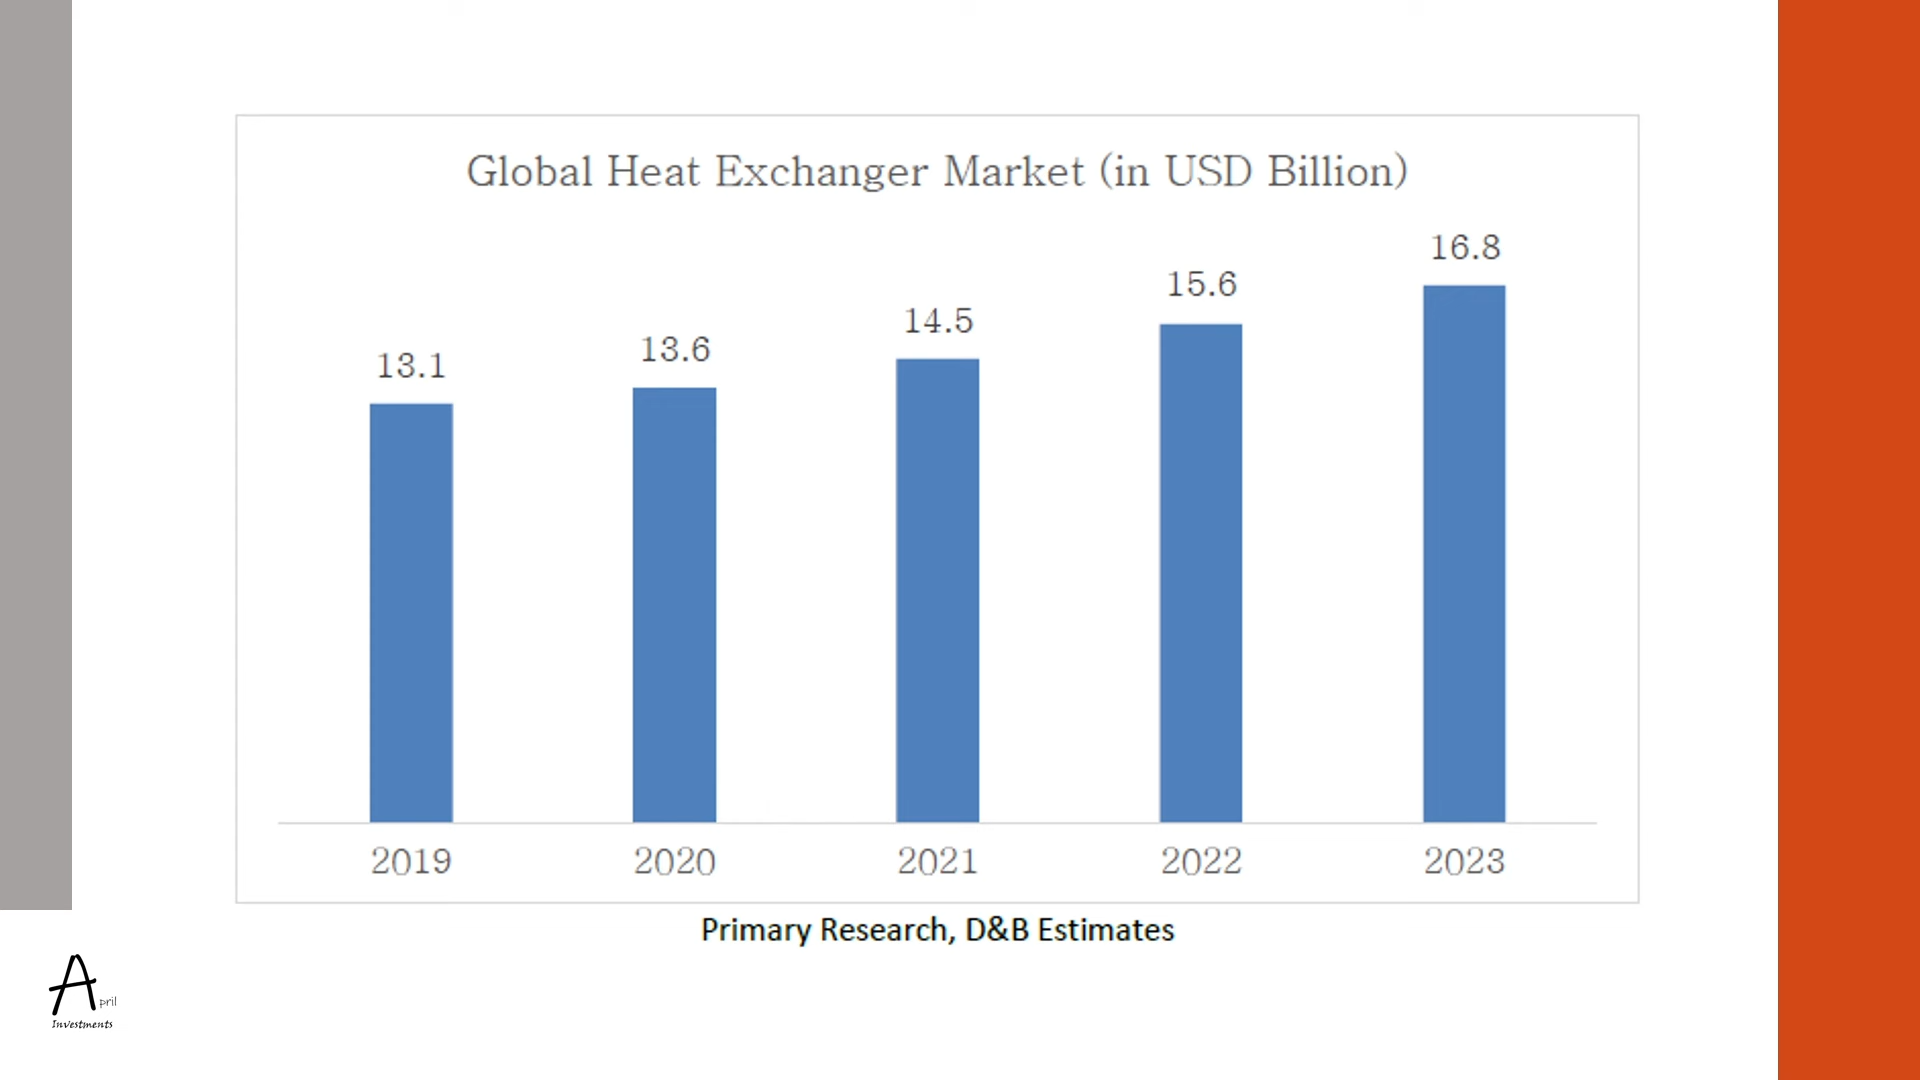 Global Heat Exchanger Market (in USD Billion)
16.8
15.6
14.5
13.6
13.1
2019 2020 2021 2022 2023
Primary Research, D&B Estimates
April
Investments